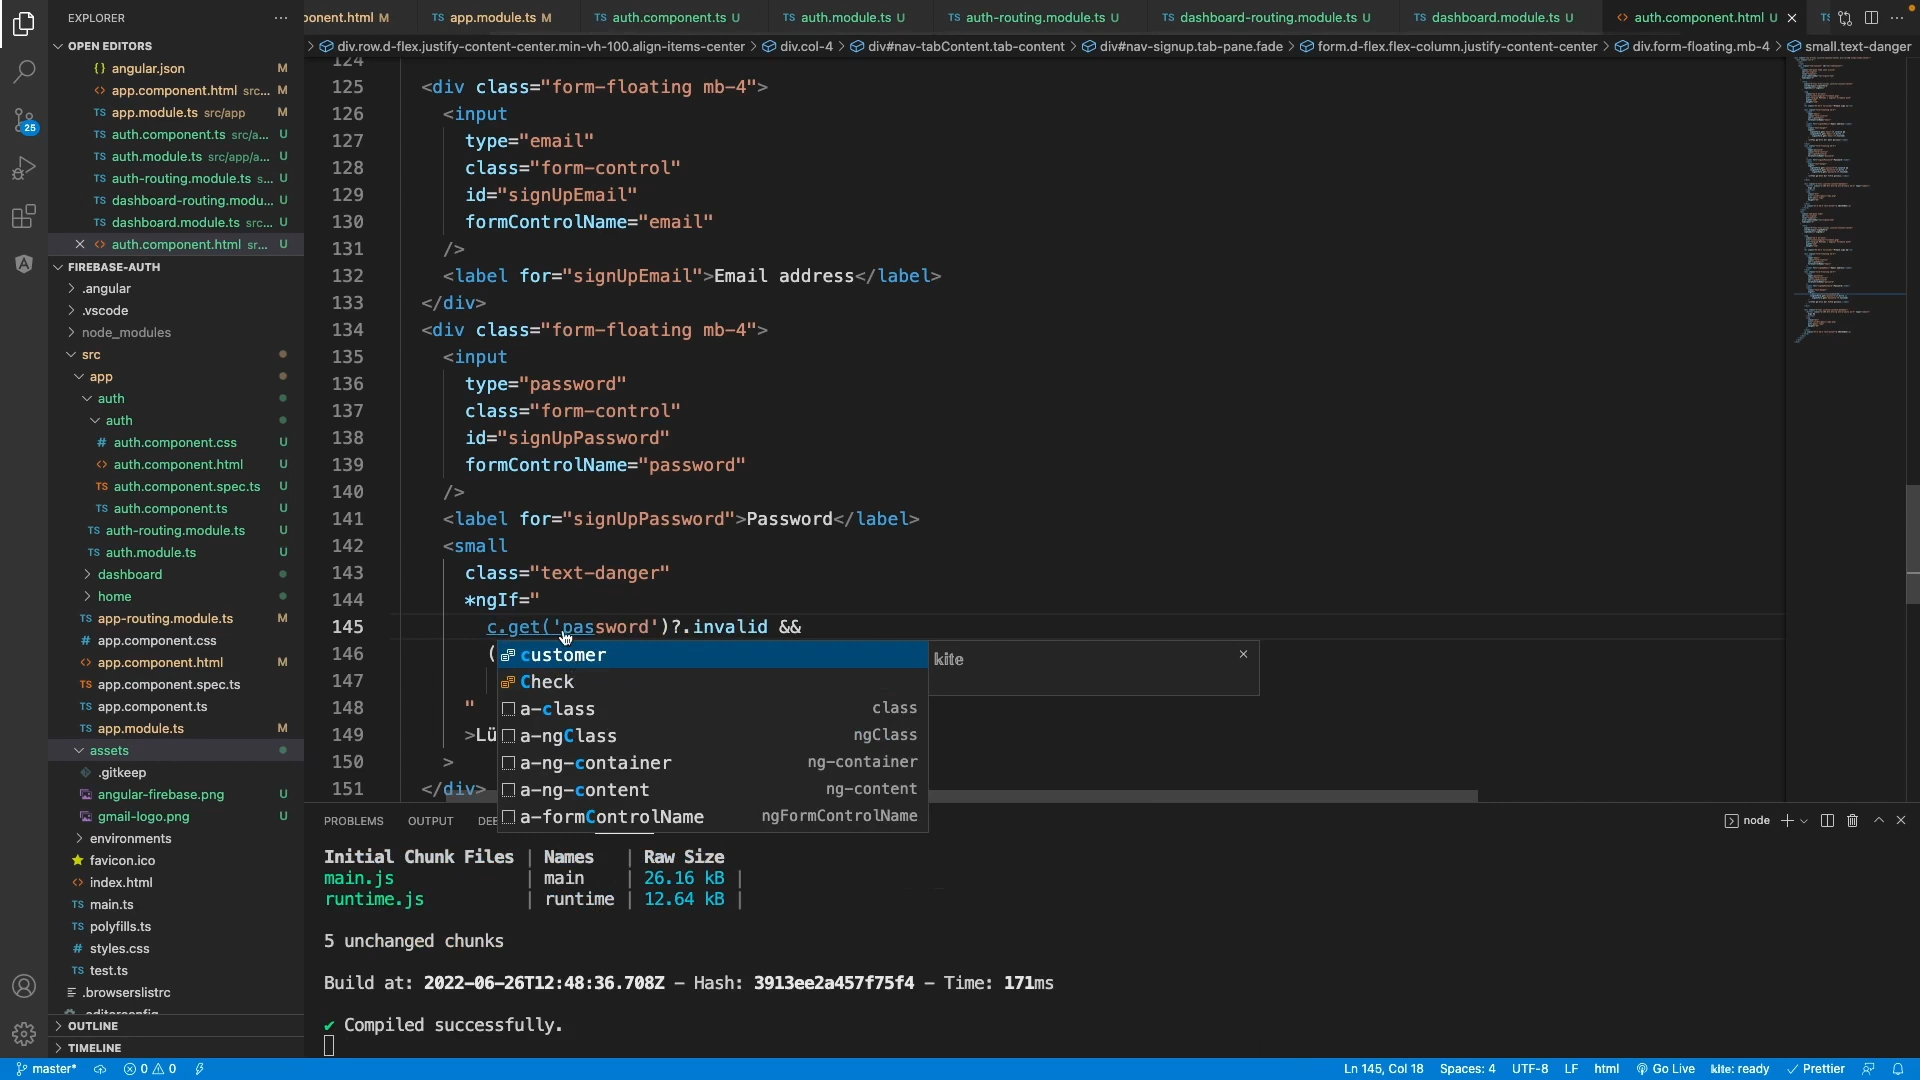 EXPLORER
OPEN EDITORS
angular.json M
app.component.html src... M
app.module.ts src/app M
auth.component.ts src/a... U
auth.module.ts src/app/a... U
auth-routing.module.ts s... U
dashboard-routing.modu... U
dashboard.module.ts src... U
auth.component.html sr... U
FIREBASE-AUTH
.angular
.vscode
node_modules
src
app
auth
auth
auth.component.css U
auth.component.html U
auth.component.spec.ts U
auth.component.ts U
auth-routing.module.ts U
auth.module.ts U
dashboard
home
app-routing.module.ts M
app.component.css
app.component.html M
app.component.spec.ts
app.component.ts
app.module.ts M
assets
.gitkeep
angular-firebase.png U
gmail-logo.png U
environments
favicon.ico
index.html
main.ts
polyfills.ts
styles.css
test.ts
.browserslistrc
OUTLINE
TIMELINE
ponent.html M app.module.ts M auth.component.ts U auth.module.ts U auth-routing.module.ts U dashboard-routing.module.ts U dashboard.module.ts U auth.component.html U
div.row.d-flex.justify-content-center.min-vh-100.align-items-center > div.col-4 > div#nav-tabContent.tab-content > div#nav-signup.tab-pane.fade > form.d-flex.flex-column.justify-content-center > div.form-floating.mb-4 > small.text-danger
124
125 <div class="form-floating mb-4">
126 <input
127 type="email"
128 class="form-control"
129 id="signUpEmail"
130 formControlName="email"
131 />
132 <label for="signUpEmail">Email address</label>
133 </div>
134 <div class="form-floating mb-4">
135 <input
136 type="password"
137 class="form-control"
138 id="signUpPassword"
139 formControlName="password"
140 />
141 <label for="signUpPassword">Password</label>
142 <small
143 class="text-danger"
144 *ngIf="
145 c.get('password')?.invalid &&
146 (
147
148 "
149 >Lü
150 >
151 </div>
customer
Check
a-class class
a-ngClass ngClass
a-ng-container ng-container
a-ng-content ng-content
a-formControlName ngFormControlName
kite
PROBLEMS OUTPUT DE
node
Initial Chunk Files | Names | Raw Size
main.js | main | 26.16 kB |
runtime.js | runtime | 12.64 kB |
5 unchanged chunks
Build at: 2022-06-26T12:48:36.708Z - Hash: 3913ee2a457f75f4 - Time: 171ms
✔ Compiled successfully.
25
master* 0 0 Ln 145, Col 18 Spaces: 4 UTF-8 LF html Go Live kite: ready Prettier